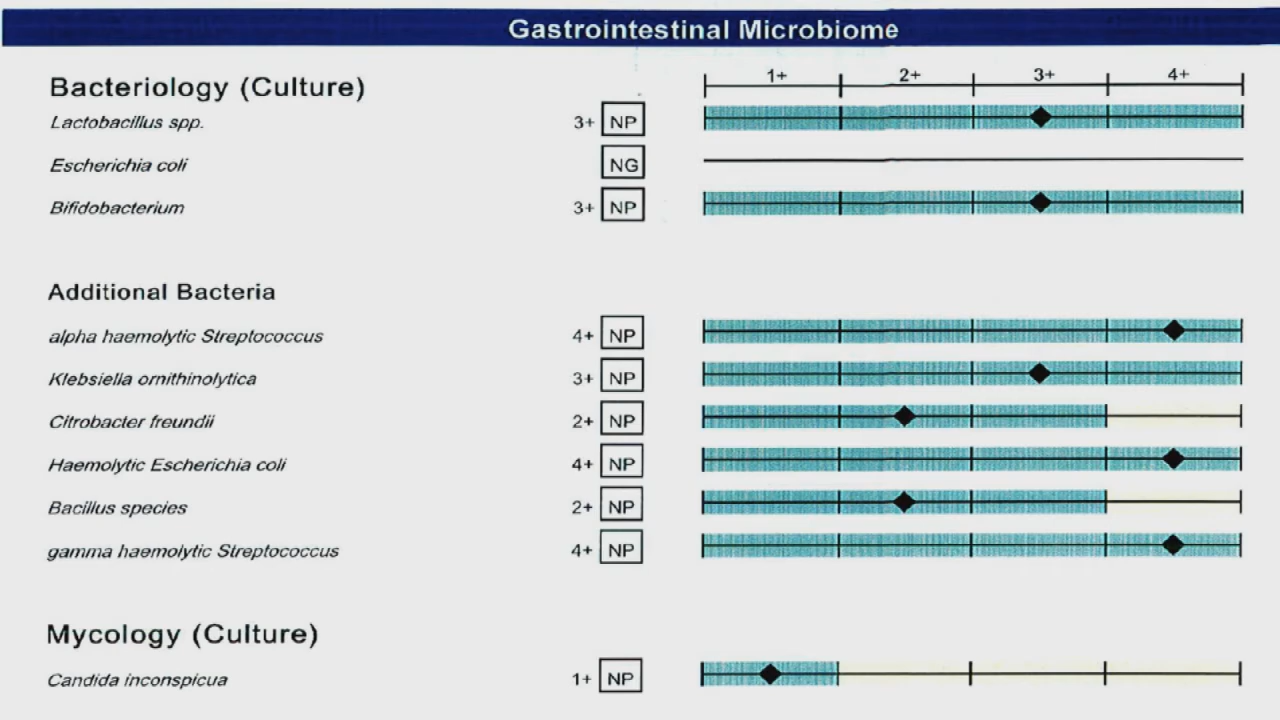 Gastrointestinal Microbiome
Bacteriology (Culture)
1+ 2+ 3+ 4+
Lactobacillus spp. 3+ NP
Escherichia coli NG
Bifidobacterium 3+ NP
Additional Bacteria
alpha haemolytic Streptococcus 4+ NP
Klebsiella ornithinolytica 3+ NP
Citrobacter freundii 2+ NP
Haemolytic Escherichia coli 4+ NP
Bacillus species 2+ NP
gamma haemolytic Streptococcus 4+ NP
Mycology (Culture)
Candida inconspicua 1+ NP